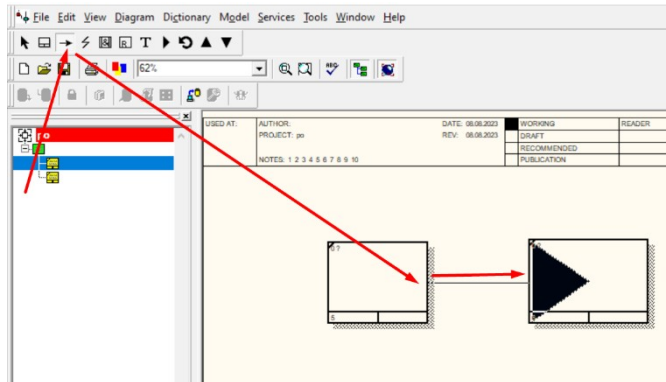 File Edit View Diagram Dictionary Model Services Tools Window Help
R T
62%
ABC
po
USED AT: AUTHOR: DATE: 08.08.2023 WORKING READER
PROJECT: po REV: 08.08.2023 DRAFT
RECOMMENDED
NOTES: 1 2 3 4 5 6 7 8 9 10 PUBLICATION
0 ?
5